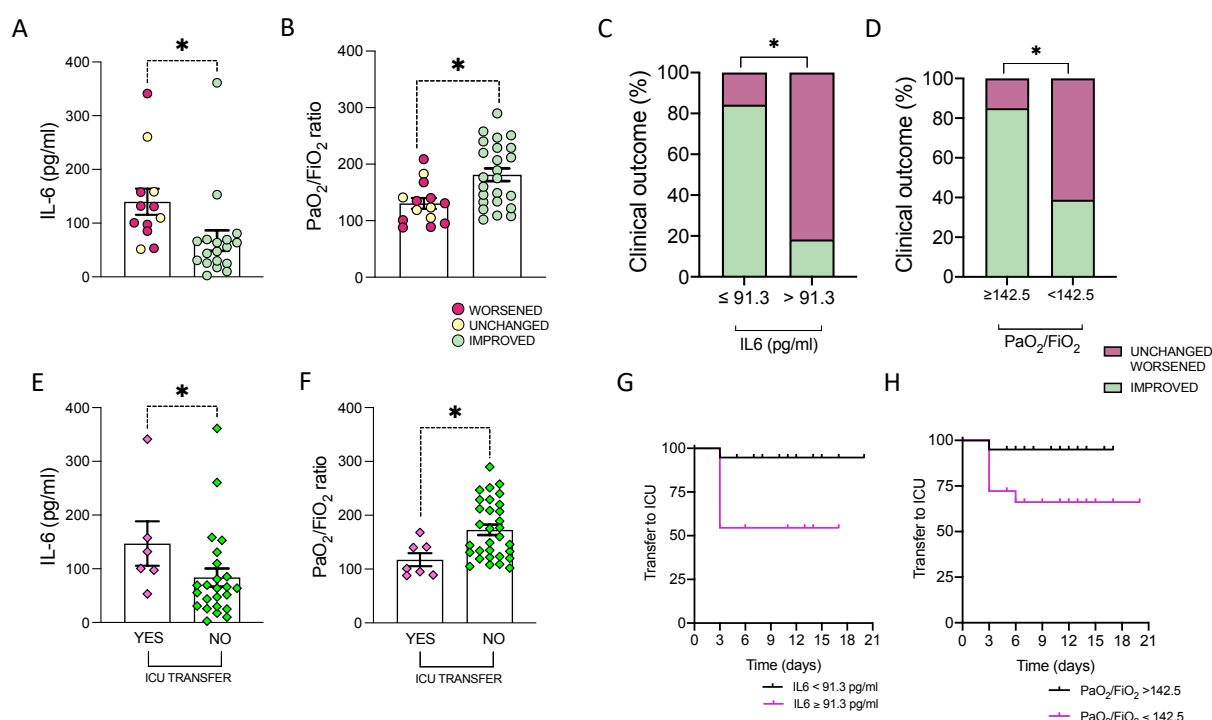 A
IL-6 (pg/ml)
400
300
200
100
0
*
B
PaO2/FiO2 ratio
400
300
200
100
0
*
WORSENED
UNCHANGED
IMPROVED
C
Clinical outcome (%)
100
80
60
40
20
0
*
≤ 91.3 > 91.3
IL6 (pg/ml)
D
Clinical outcome (%)
100
80
60
40
20
0
*
≥142.5 <142.5
PaO2/FiO2
UNCHANGED
WORSENED
IMPROVED
E
IL-6 (pg/ml)
400
300
200
100
0
*
YES NO
ICU TRANSFER
F
PaO2/FiO2 ratio
400
300
200
100
0
*
YES NO
ICU TRANSFER
G
Transfer to ICU
100
75
50
25
0
0 3 6 9 12 15 18 21
Time (days)
IL6 < 91.3 pg/ml
IL6 ≥ 91.3 pg/ml
H
Transfer to ICU
100
75
50
25
0
0 3 6 9 12 15 18 21
Time (days)
PaO2/FiO2 >142.5
PaO2/FiO2 < 142.5